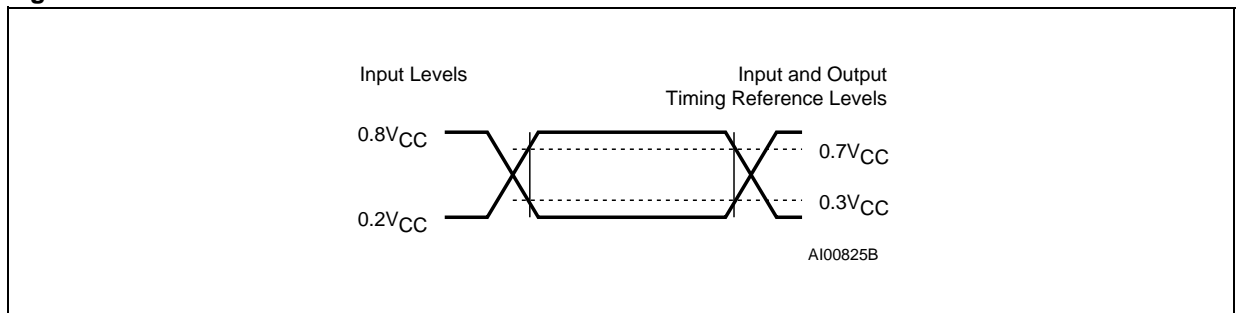 Input Levels
Input and Output
Timing Reference Levels
0.8VCC
0.7VCC
0.3VCC
0.2VCC
AI00825B